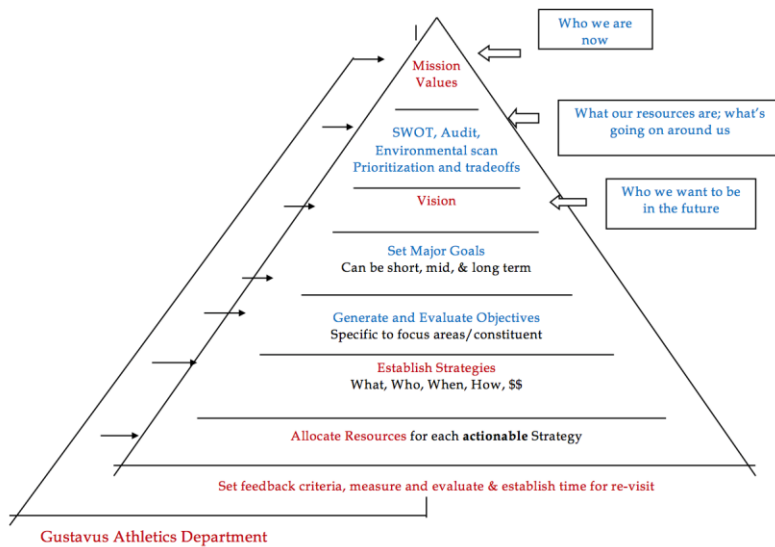 Who we are
now
Mission
Values
What our resources are; what's
going on around us
SWOT, Audit,
Environmental scan
Prioritization and tradeoffs
Who we want to be
in the future
Vision
Set Major Goals
Can be short, mid, & long term
Generate and Evaluate Objectives
Specific to focus areas/constituent
Establish Strategies
What, Who, When, How, $$
Allocate Resources for each actionable Strategy
Set feedback criteria, measure and evaluate & establish time for re-visit
Gustavus Athletics Department